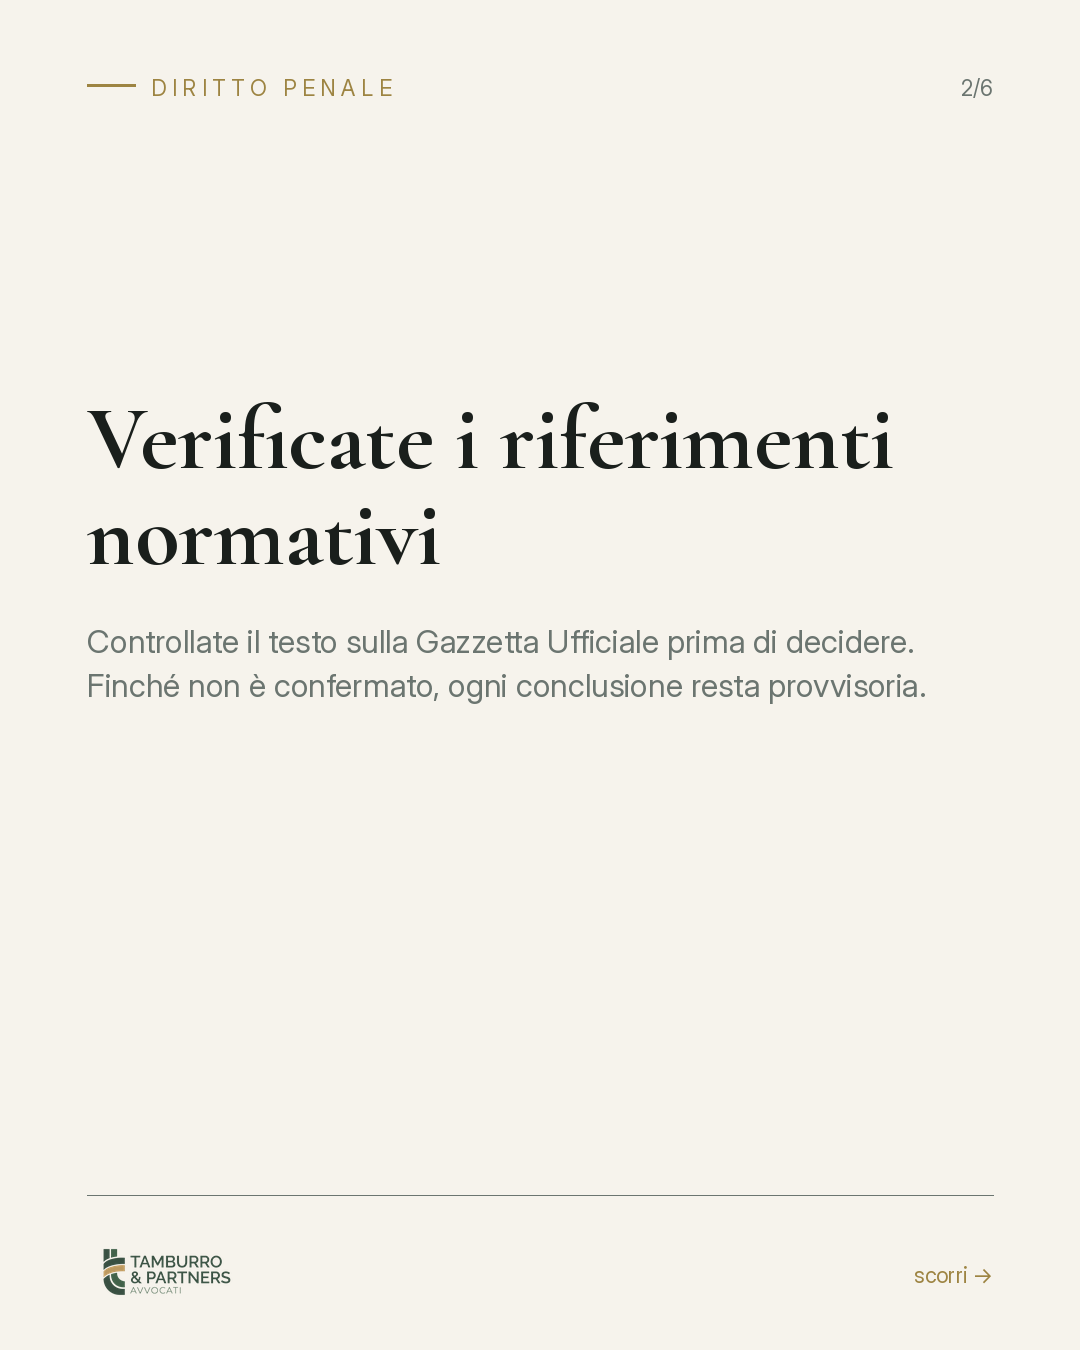 DIRITTO PENALE
2/6
Verificate i riferimenti
normativi
Controllate il testo sulla Gazzetta Ufficiale prima di decidere.
Finché non è confermato, ogni conclusione resta provvisoria.
TAMBURRO
& PARTNERS
AVVOCATI
scorri →